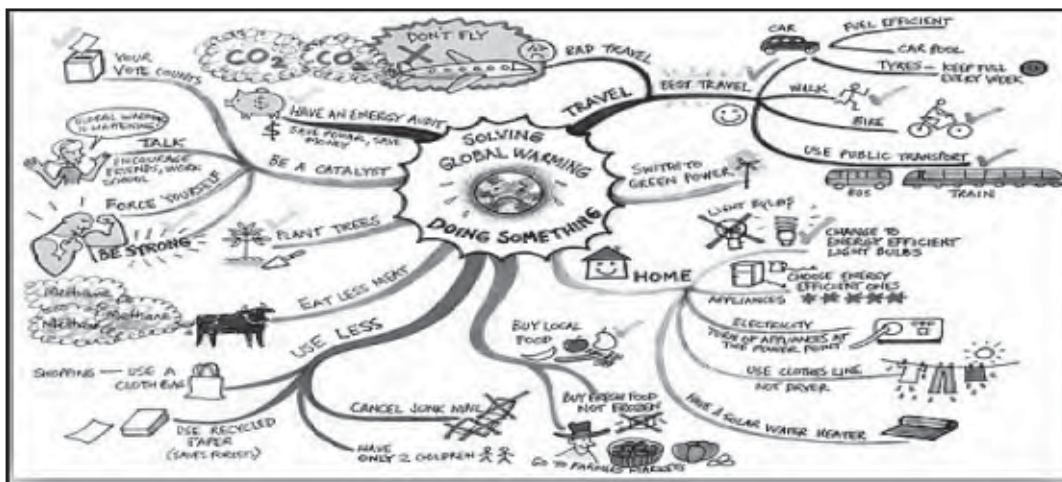 SOLVING
GLOBAL WARMING
DOING SOMETHING
TRAVEL
BAD TRAVEL
DON'T FLY
CO2
CO2
BEST TRAVEL
CAR
FUEL EFFICIENT
CAR POOL
TYRES — KEEP FULL
EVERY WEEK
WALK
BIKE
USE PUBLIC TRANSPORT
BUS
TRAIN
SWITCH TO
GREEN POWER
HOME
LIGHT BULBS
CHANGE TO
ENERGY EFFICIENT
LIGHT BULBS
APPLIANCES
CHOOSE ENERGY
EFFICIENT ONES
ELECTRICITY
TURN OF APPLIANCES AT
THE POWER POINT
USE CLOTHES LINE
NOT DRYER
HAVE A SOLAR WATER HEATER
BUY LOCAL
FOOD
BUY FRESH FOOD
NOT FROZEN
GO TO FARMERS MARKETS
USE LESS
CANCEL JUNK MAIL
HAVE
ONLY 2 CHILDREN
SHOPPING — USE A
CLOTH BAG
USE RECYCLED
PAPER
(SAVES FORESTS)
EAT LESS MEAT
Methane
Methane
Methane
PLANT TREES
BE A CATALYST
YOUR
VOTE COUNTS
TALK
GLOBAL WARMING
IS HAPPENING
ENCOURAGE
FRIENDS, WORK
SCHOOL
FORCE YOURSELF
BE STRONG
HAVE AN ENERGY AUDIT
$ SAVE POWER, SAVE
MONEY